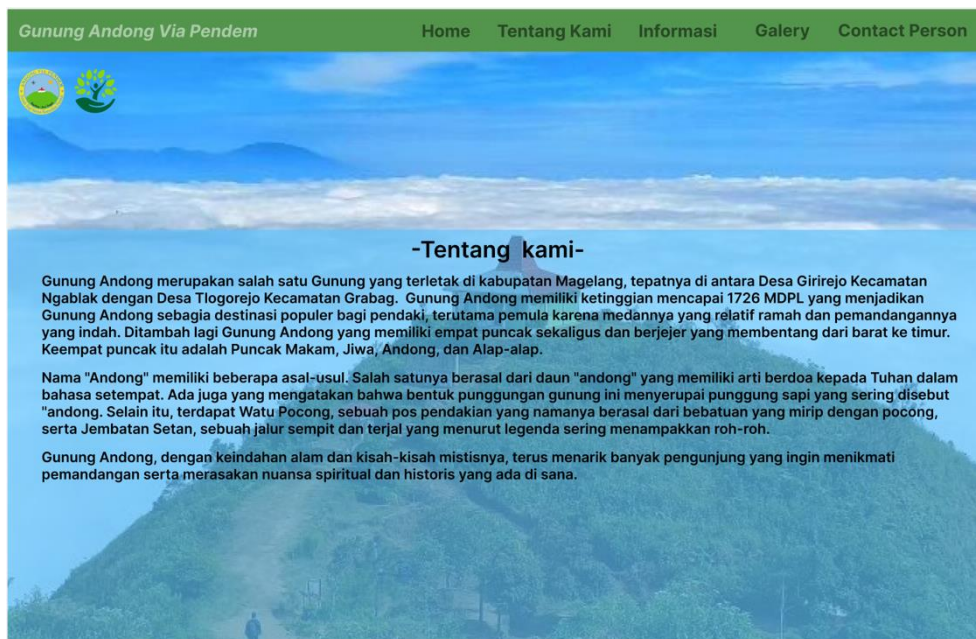 Gunung Andong Via Pendem Home Tentang Kami Informasi Galery Contact Person
-Tentang kami-
Gunung Andong merupakan salah satu Gunung yang terletak di kabupatan Magelang, tepatnya di antara Desa Girirejo Kecamatan
Ngablak dengan Desa Tlogorejo Kecamatan Grabag. Gunung Andong memiliki ketinggian mencapai 1726 MDPL yang menjadikan
Gunung Andong sebagia destinasi populer bagi pendaki, terutama pemula karena medannya yang relatif ramah dan pemandangannya
yang indah. Ditambah lagi Gunung Andong yang memiliki empat puncak sekaligus dan berjejer yang membentang dari barat ke timur.
Keempat puncak itu adalah Puncak Makam, Jiwa, Andong, dan Alap-alap.
Nama "Andong" memiliki beberapa asal-usul. Salah satunya berasal dari daun "andong" yang memiliki arti berdoa kepada Tuhan dalam
bahasa setempat. Ada juga yang mengatakan bahwa bentuk punggungan gunung ini menyerupai punggung sapi yang sering disebut
"andong. Selain itu, terdapat Watu Pocong, sebuah pos pendakian yang namanya berasal dari bebatuan yang mirip dengan pocong,
serta Jembatan Setan, sebuah jalur sempit dan terjal yang menurut legenda sering menampakkan roh-roh.
Gunung Andong, dengan keindahan alam dan kisah-kisah mistisnya, terus menarik banyak pengunjung yang ingin menikmati
pemandangan serta merasakan nuansa spiritual dan historis yang ada di sana.